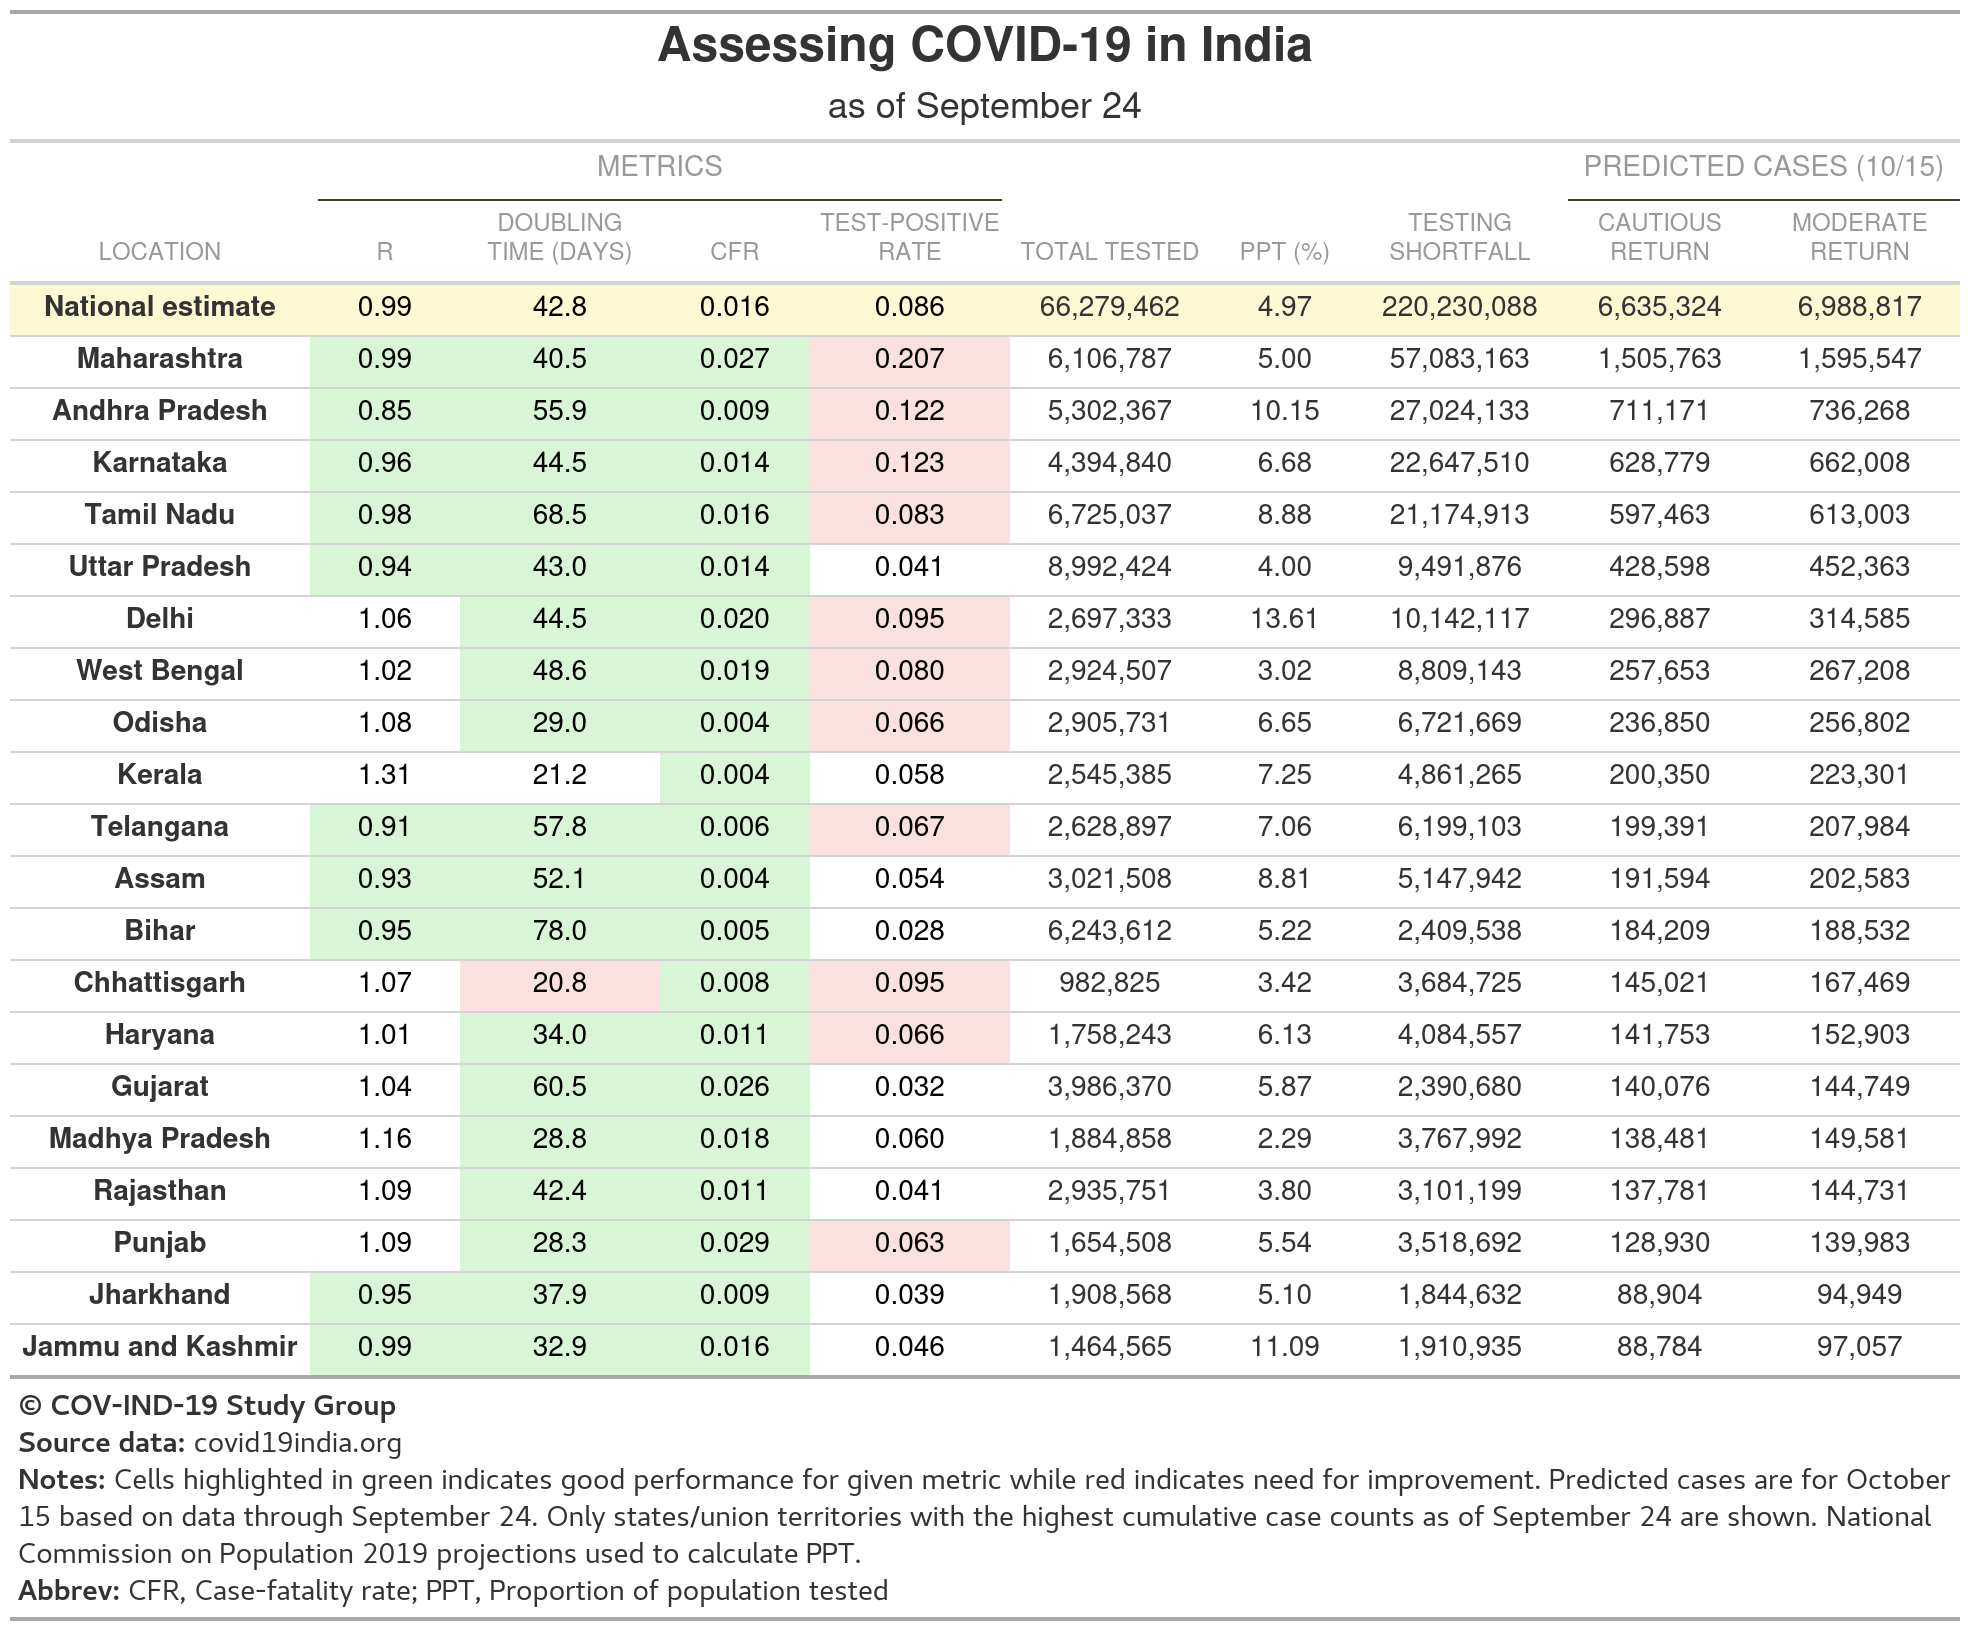 Assessing COVID-19 in India
as of September 24
METRICS PREDICTED CASES (10/15)
DOUBLING TEST-POSITIVE TESTING CAUTIOUS MODERATE
LOCATION R TIME (DAYS) CFR RATE TOTAL TESTED PPT (%) SHORTFALL RETURN RETURN
National estimate 0.99 42.8 0.016 0.086 66,279,462 4.97 220,230,088 6,635,324 6,988,817
Maharashtra 0.99 40.5 0.027 0.207 6,106,787 5.00 57,083,163 1,505,763 1,595,547
Andhra Pradesh 0.85 55.9 0.009 0.122 5,302,367 10.15 27,024,133 711,171 736,268
Karnataka 0.96 44.5 0.014 0.123 4,394,840 6.68 22,647,510 628,779 662,008
Tamil Nadu 0.98 68.5 0.016 0.083 6,725,037 8.88 21,174,913 597,463 613,003
Uttar Pradesh 0.94 43.0 0.014 0.041 8,992,424 4.00 9,491,876 428,598 452,363
Delhi 1.06 44.5 0.020 0.095 2,697,333 13.61 10,142,117 296,887 314,585
West Bengal 1.02 48.6 0.019 0.080 2,924,507 3.02 8,809,143 257,653 267,208
Odisha 1.08 29.0 0.004 0.066 2,905,731 6.65 6,721,669 236,850 256,802
Kerala 1.31 21.2 0.004 0.058 2,545,385 7.25 4,861,265 200,350 223,301
Telangana 0.91 57.8 0.006 0.067 2,628,897 7.06 6,199,103 199,391 207,984
Assam 0.93 52.1 0.004 0.054 3,021,508 8.81 5,147,942 191,594 202,583
Bihar 0.95 78.0 0.005 0.028 6,243,612 5.22 2,409,538 184,209 188,532
Chhattisgarh 1.07 20.8 0.008 0.095 982,825 3.42 3,684,725 145,021 167,469
Haryana 1.01 34.0 0.011 0.066 1,758,243 6.13 4,084,557 141,753 152,903
Gujarat 1.04 60.5 0.026 0.032 3,986,370 5.87 2,390,680 140,076 144,749
Madhya Pradesh 1.16 28.8 0.018 0.060 1,884,858 2.29 3,767,992 138,481 149,581
Rajasthan 1.09 42.4 0.011 0.041 2,935,751 3.80 3,101,199 137,781 144,731
Punjab 1.09 28.3 0.029 0.063 1,654,508 5.54 3,518,692 128,930 139,983
Jharkhand 0.95 37.9 0.009 0.039 1,908,568 5.10 1,844,632 88,904 94,949
Jammu and Kashmir 0.99 32.9 0.016 0.046 1,464,565 11.09 1,910,935 88,784 97,057
© COV-IND-19 Study Group
Source data: covid19india.org
Notes: Cells highlighted in green indicates good performance for given metric while red indicates need for improvement. Predicted cases are for October
15 based on data through September 24. Only states/union territories with the highest cumulative case counts as of September 24 are shown. National
Commission on Population 2019 projections used to calculate PPT.
Abbrev: CFR, Case-fatality rate; PPT, Proportion of population tested